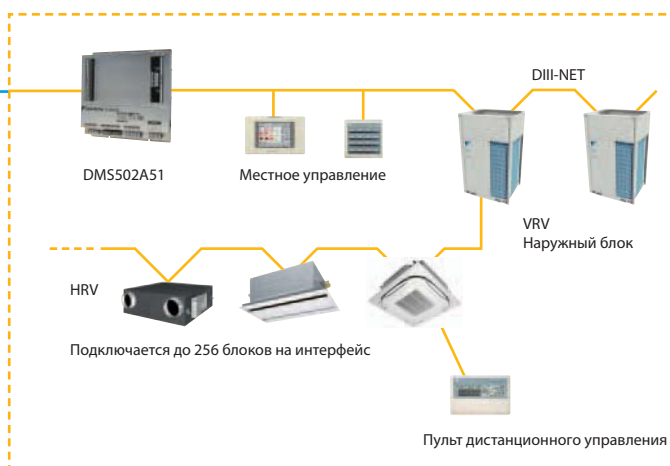 DIII-NET
DMS502A51
Местное управление
VRV
Наружный блок
HRV
Подключается до 256 блоков на интерфейс
Пульт дистанционного управления